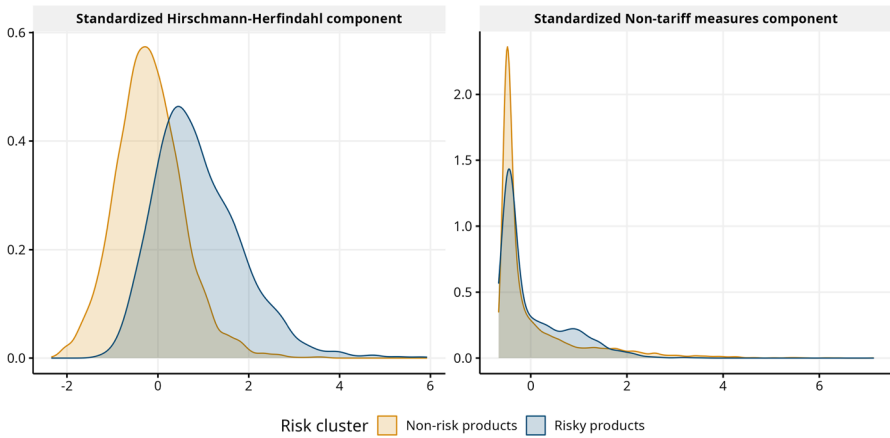 Standardized Hirschmann-Herfindahl component
Standardized Non-tariff measures component
0.6
0.4
0.2
0.0
-2 0 2 4 6
2.0
1.5
1.0
0.5
0.0
0 2 4 6
Risk cluster Non-risk products Risky products